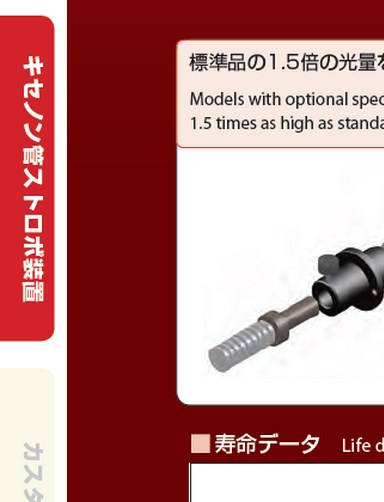 キセノン管ストロボ装置
カスタ
標準品の1.5倍の光量を
Models with optional spec
1.5 times as high as standa
■寿命データ Life d